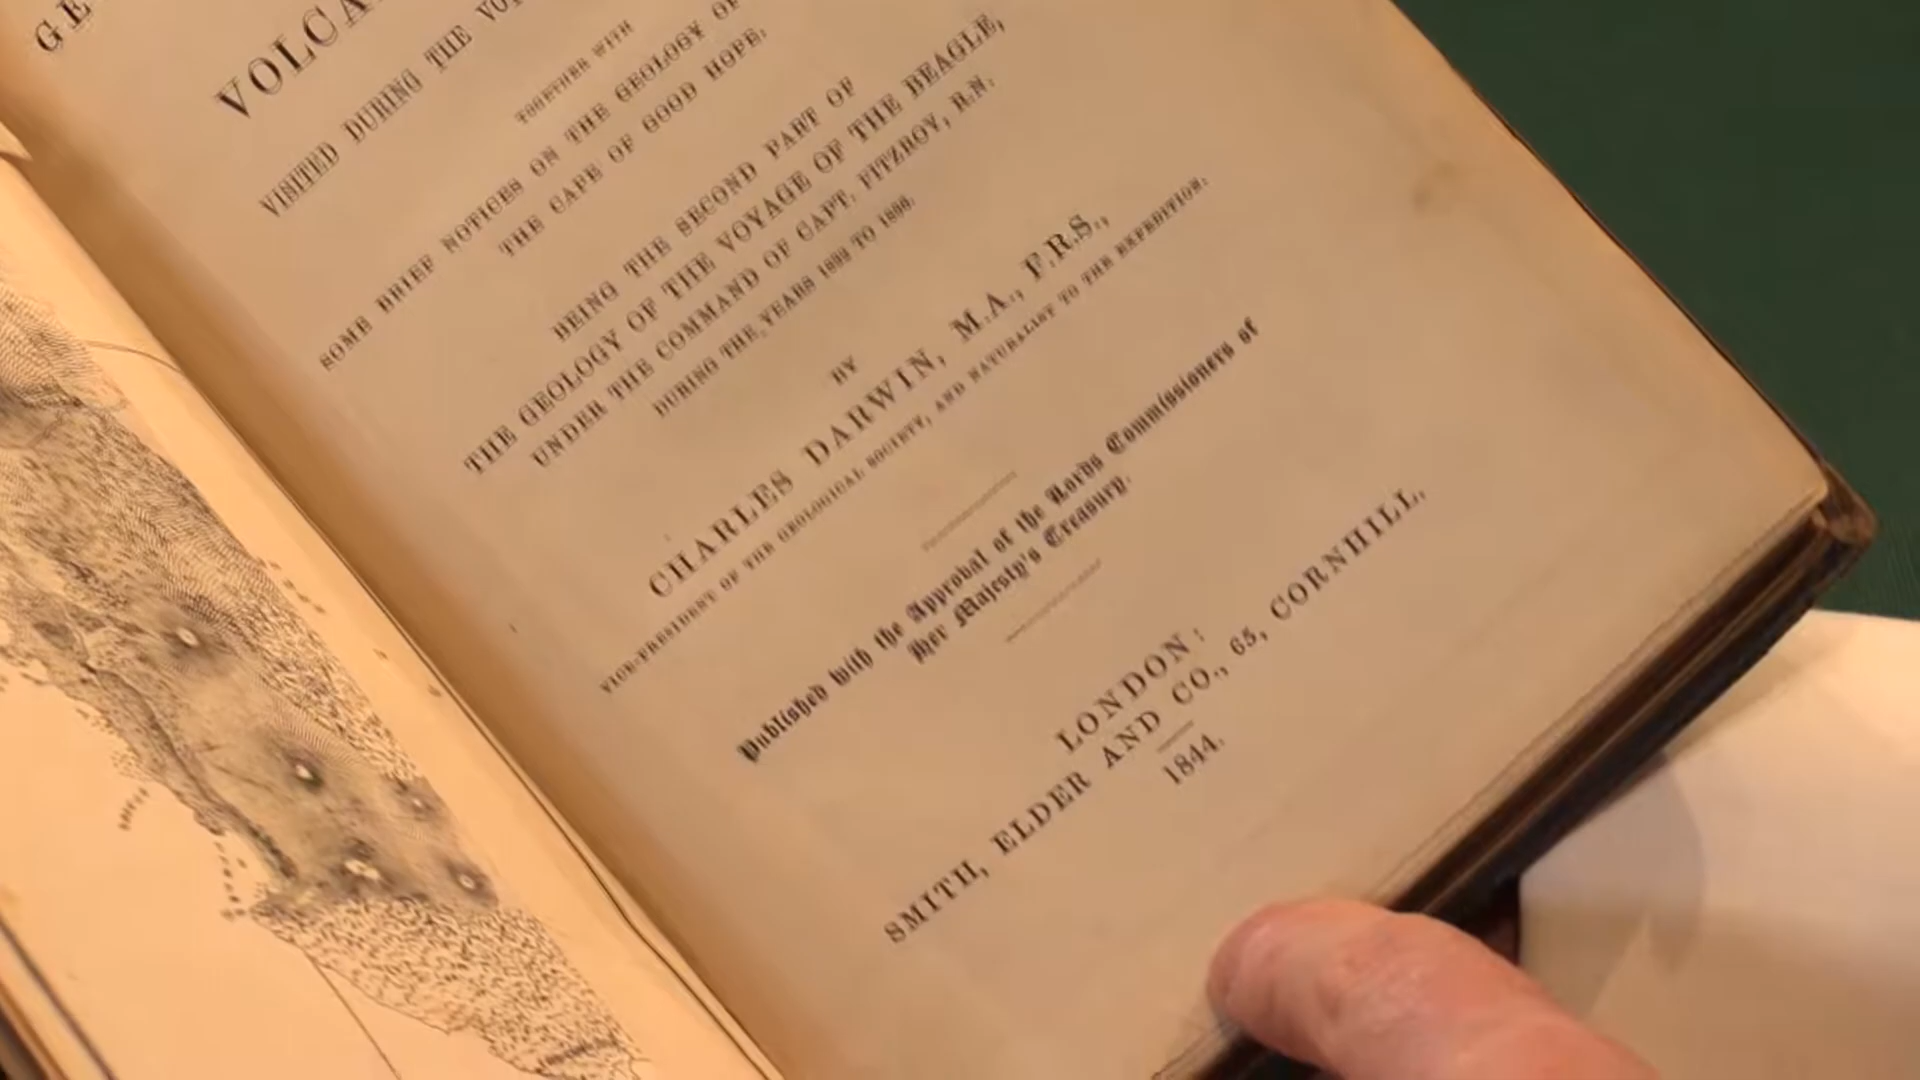 GE
VOLCA
VISITED DURING THE VO
TOGETHER WITH
SOME BRIEF NOTICES ON THE GEOLOGY OF
THE CAPE OF GOOD HOPE.
BEING THE SECOND PART OF
THE GEOLOGY OF THE VOYAGE OF THE BEAGLE,
UNDER THE COMMAND OF CAPT. FITZROY, R.N.
DURING THE YEARS 1832 TO 1836.
BY
CHARLES DARWIN, M.A., F.R.S.,
VICE-PRESIDENT OF THE GEOLOGICAL SOCIETY, AND NATURALIST TO THE EXPEDITION.
Published with the Approval of the Lords Commissioners of
Her Majesty's Treasury.
LONDON:
SMITH, ELDER AND CO., 65, CORNHILL.
1844.